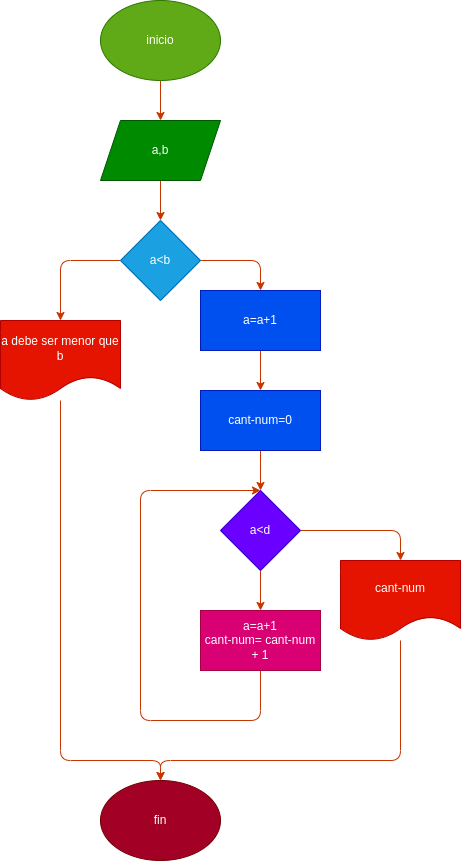 inicio
a,b
a<b
a=a+1
a debe ser menor que
b
cant-num=0
a<d
cant-num
a=a+1
cant-num= cant-num
+ 1
fin